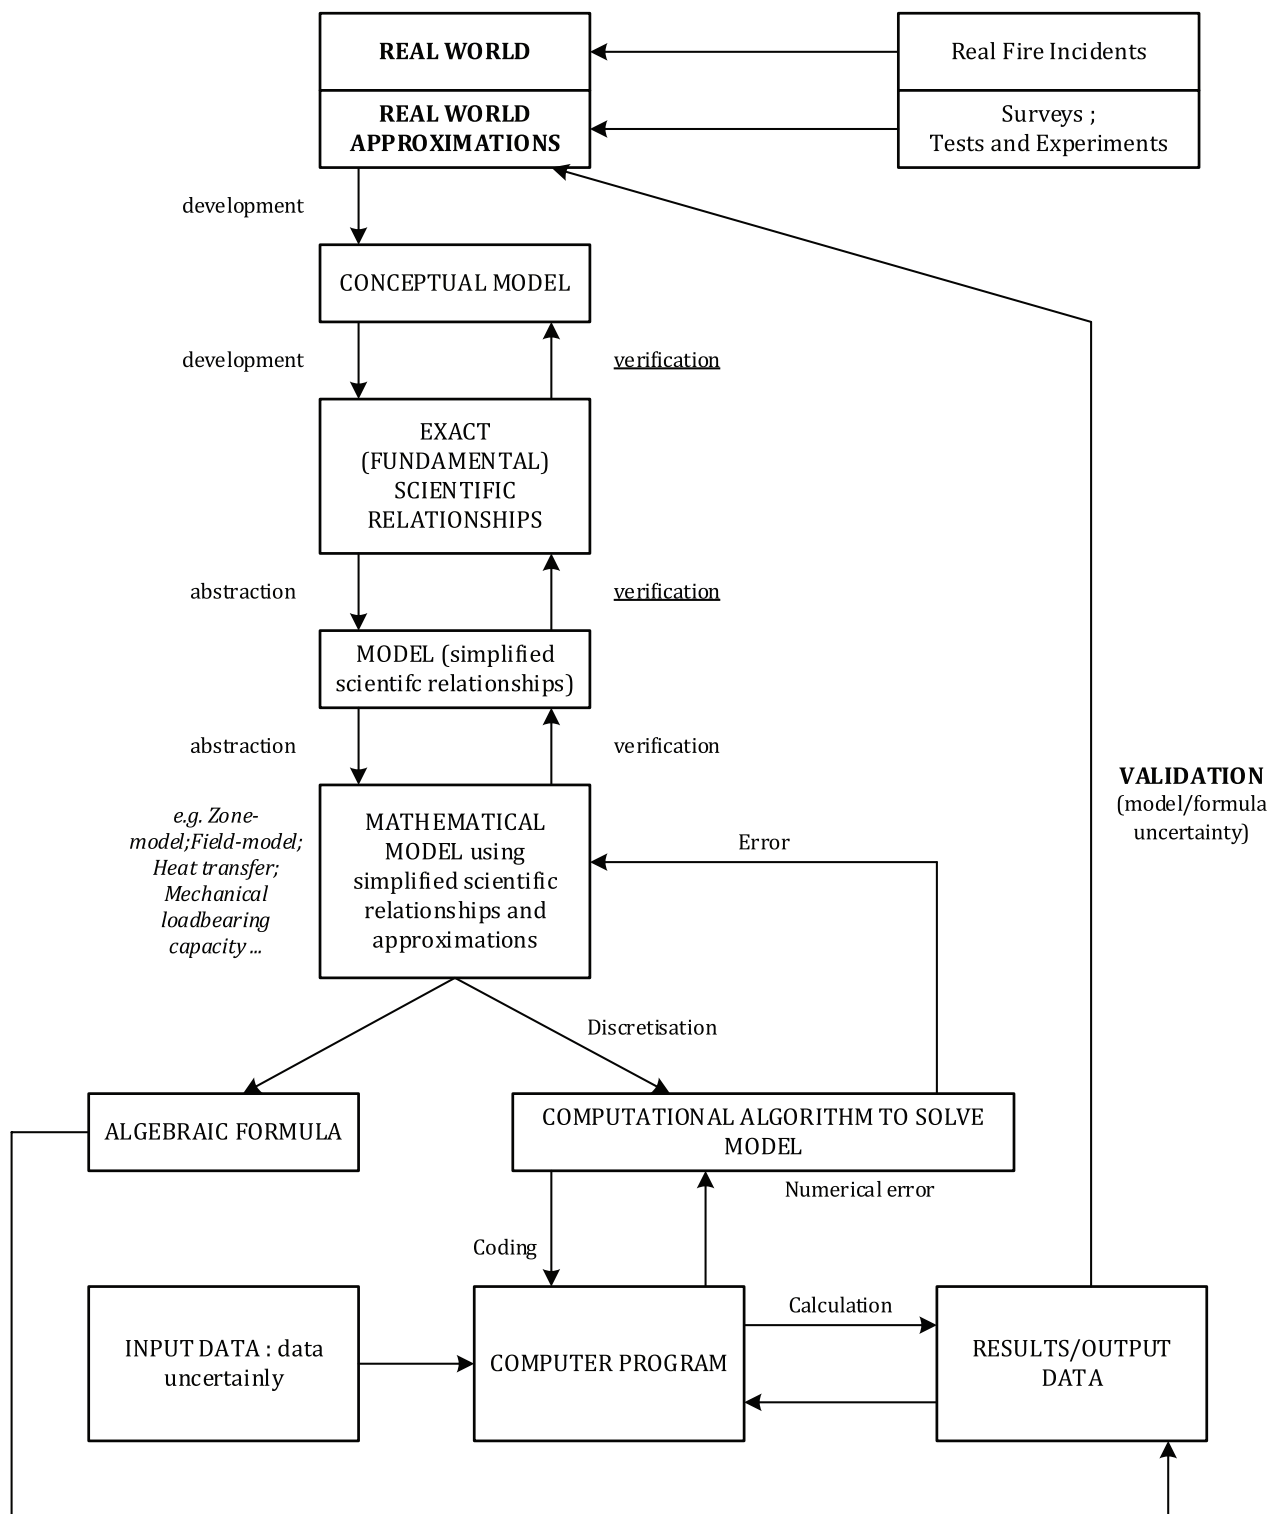 REAL WORLD
Real Fire Incidents
REAL WORLD
APPROXIMATIONS
Surveys ;
Tests and Experiments
development
CONCEPTUAL MODEL
development
verification
EXACT
(FUNDAMENTAL)
SCIENTIFIC
RELATIONSHIPS
abstraction
verification
MODEL (simplified
scientifc relationships)
abstraction
verification
VALIDATION
(model/formula
uncertainty)
e.g. Zone-
model;Field-model;
Heat transfer;
Mechanical
loadbearing
capacity ...
MATHEMATICAL
MODEL using
simplified scientific
relationships and
approximations
Error
Discretisation
ALGEBRAIC FORMULA
COMPUTATIONAL ALGORITHM TO SOLVE
MODEL
Numerical error
Coding
INPUT DATA : data
uncertainly
COMPUTER PROGRAM
Calculation
RESULTS/OUTPUT
DATA